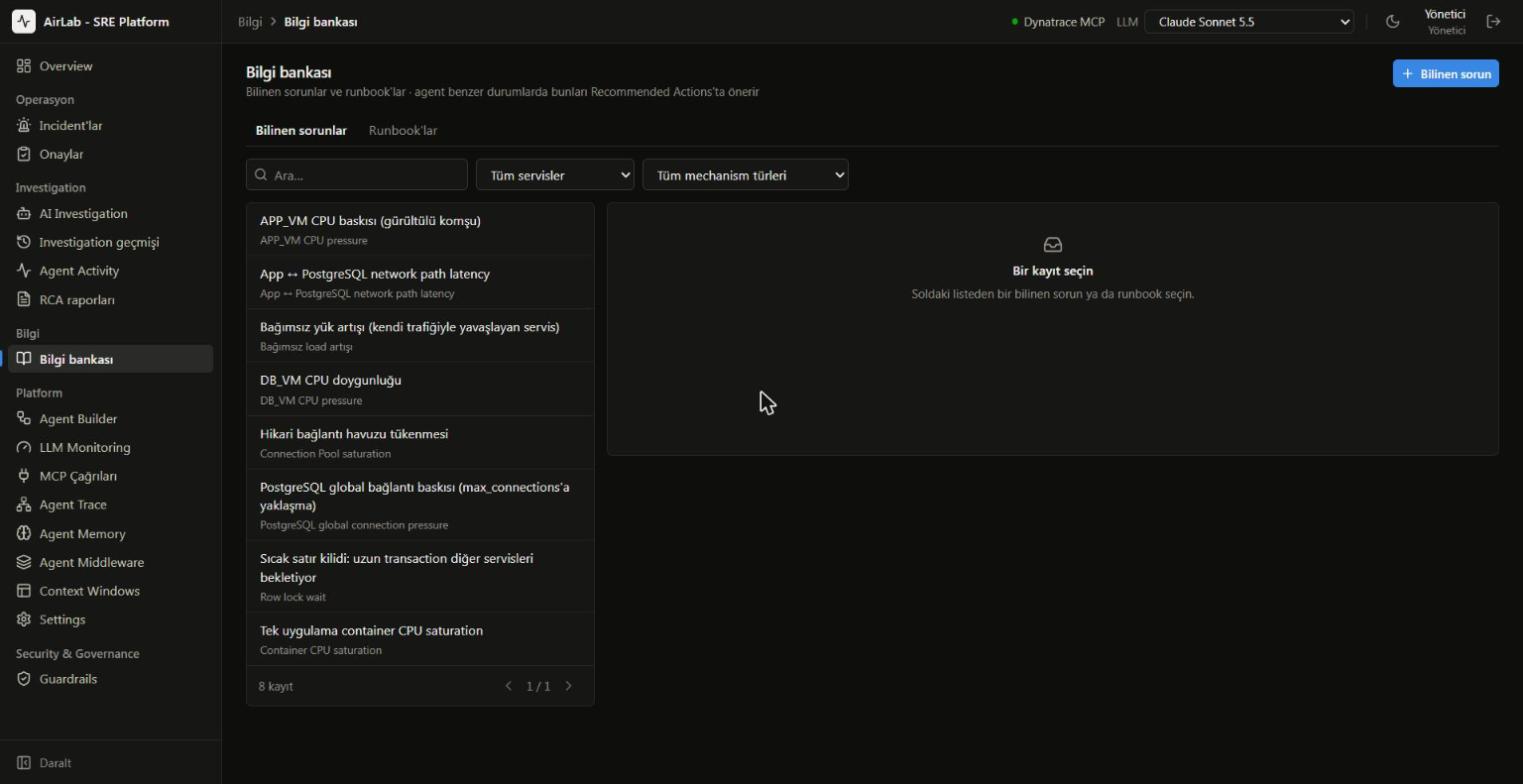 AirLab - SRE Platform
Bilgi > Bilgi bankası
Dynatrace MCP LLM Claude Sonnet 5.5
Yönetici
Yönetici
Overview
Operasyon
Incident'lar
Onaylar
Investigation
AI Investigation
Investigation geçmişi
Agent Activity
RCA raporları
Bilgi
Bilgi bankası
Platform
Agent Builder
LLM Monitoring
MCP Çağrıları
Agent Trace
Agent Memory
Agent Middleware
Context Windows
Settings
Security & Governance
Guardrails
Daralt
Bilgi bankası
Bilinen sorunlar ve runbook'lar · agent benzer durumlarda bunları Recommended Actions'ta önerir
+ Bilinen sorun
Bilinen sorunlar Runbook'lar
Ara... Tüm servisler Tüm mechanism türleri
APP_VM CPU baskısı (gürültülü komşu)
APP_VM CPU pressure
App ↔ PostgreSQL network path latency
App ↔ PostgreSQL network path latency
Bağımsız yük artışı (kendi trafiğiyle yavaşlayan servis)
Bağımsız load artışı
DB_VM CPU doygunluğu
DB_VM CPU pressure
Hikari bağlantı havuzu tükenmesi
Connection Pool saturation
PostgreSQL global bağlantı baskısı (max_connections'a
yaklaşma)
PostgreSQL global connection pressure
Sıcak satır kilidi: uzun transaction diğer servisleri
bekletiyor
Row lock wait
Tek uygulama container CPU saturation
Container CPU saturation
8 kayıt < 1 / 1 >
Bir kayıt seçin
Soldaki listeden bir bilinen sorun ya da runbook seçin.